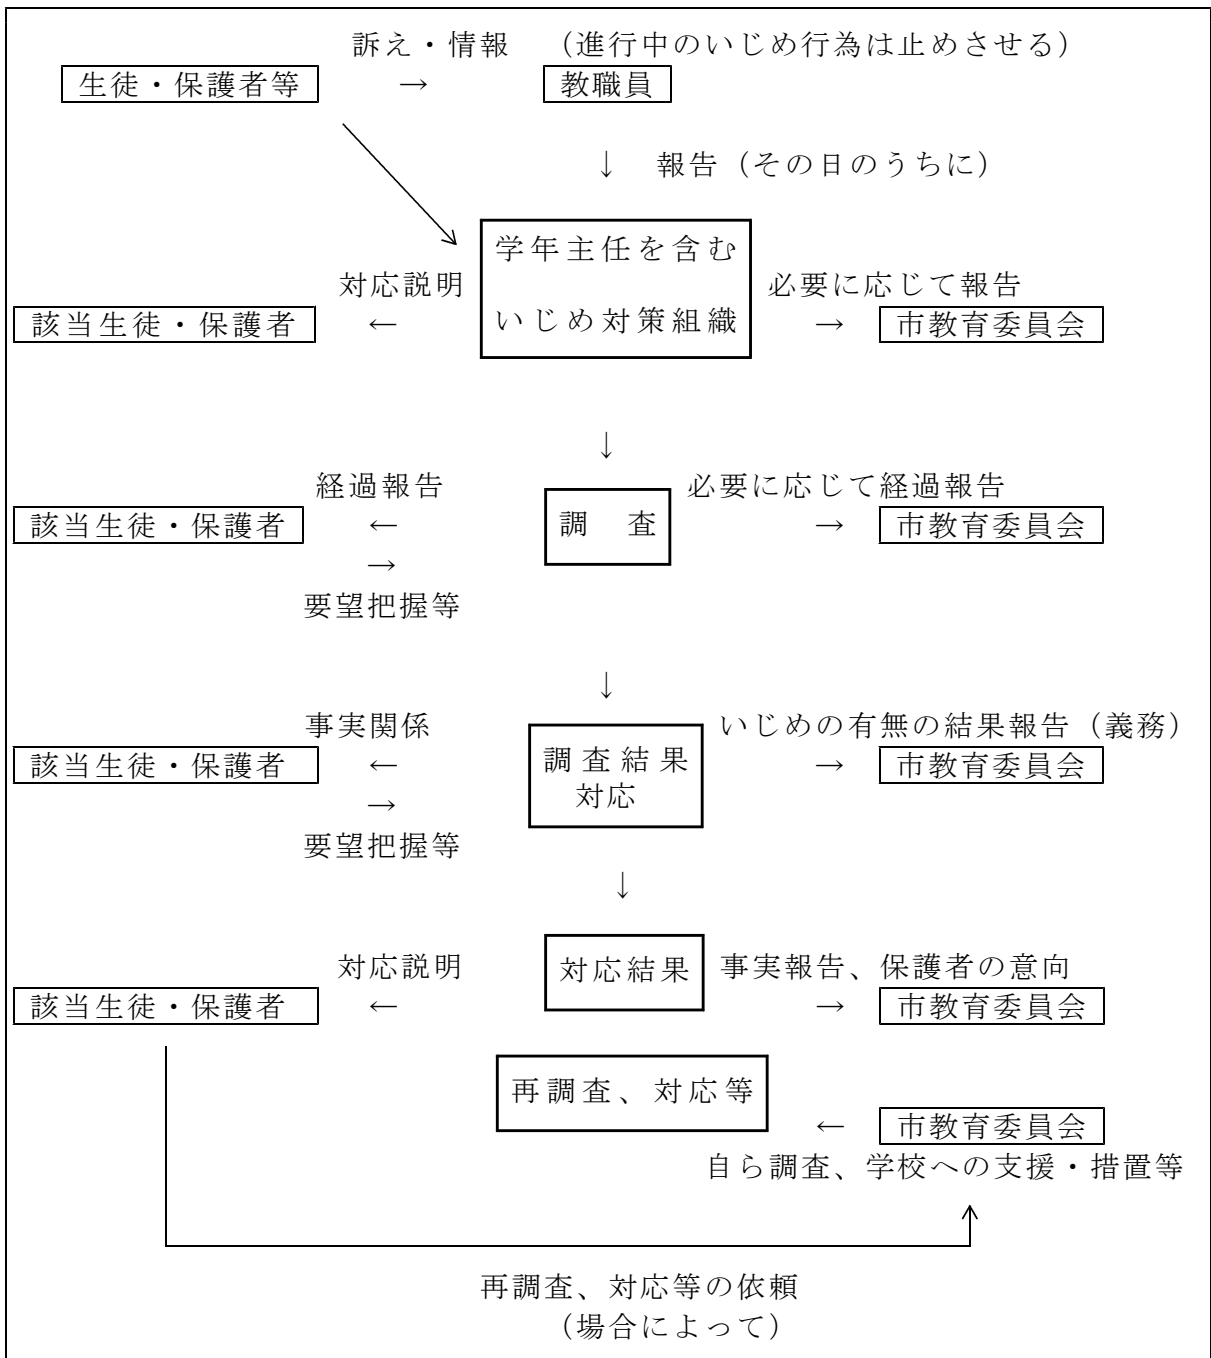 訴え・情報 （進行中のいじめ行為は止めさせる）
生徒・保護者等 → 教職員
↓ 報告（その日のうちに）
学年主任を含む
対応説明 必要に応じて報告
該当生徒・保護者 ← いじめ対策組織 → 市教育委員会
↓
経過報告 必要に応じて経過報告
該当生徒・保護者 ← 調 査 → 市教育委員会
→
要望把握等
↓
事実関係 いじめの有無の結果報告（義務）
該当生徒・保護者 ← 調査結果 → 市教育委員会
対応
→
要望把握等
↓
対応説明 対応結果 事実報告、保護者の意向
該当生徒・保護者 ← → 市教育委員会
再調査、対応等
← 市教育委員会
自ら調査、学校への支援・措置等
再調査、対応等の依頼
（場合によって）